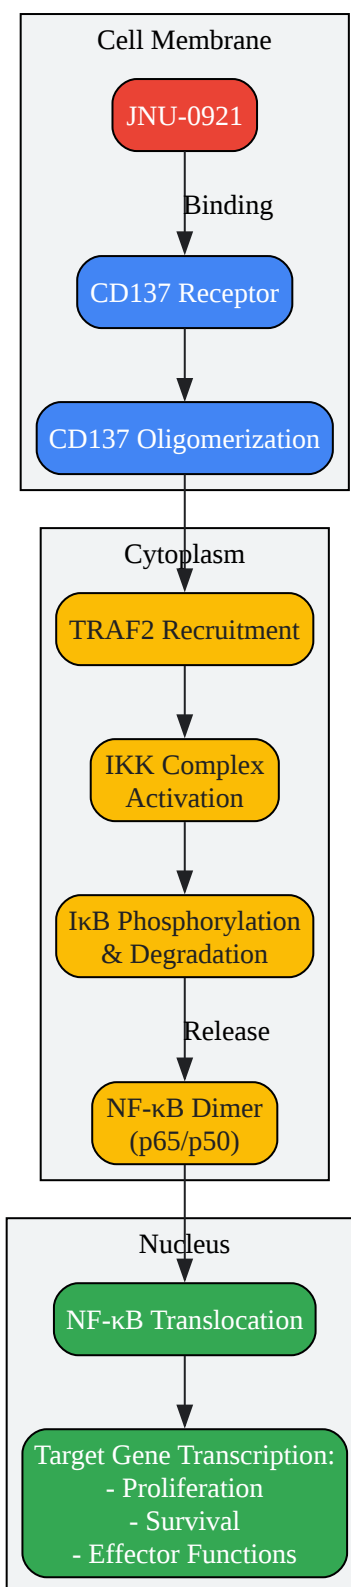 Cell Membrane
JNU-0921
Binding
CD137 Receptor
CD137 Oligomerization
Cytoplasm
TRAF2 Recruitment
IKK Complex
Activation
IκB Phosphorylation
& Degradation
Release
NF-κB Dimer
(p65/p50)
Nucleus
NF-κB Translocation
Target Gene Transcription:
- Proliferation
- Survival
- Effector Functions